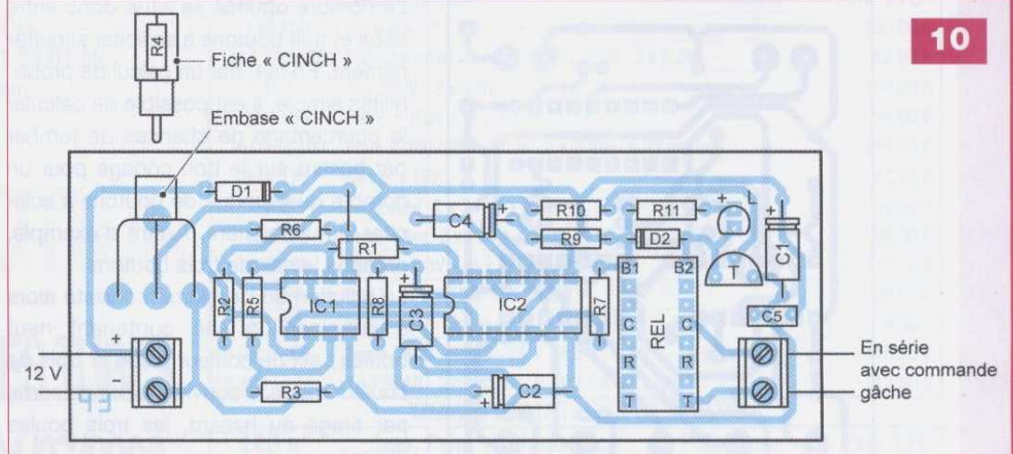 10
R4
Fiche « CINCH »
Embase « CINCH »
D1
R6
R1
C4
R10
R11
R9
D2
+
L
+
C1
T
B1
B2
R2
R5
IC1
R8
+
C3
IC2
R7
REL
C
C
R
R
T
T
C5
+
12 V
-
R3
+
C2
+
En série
avec commande
gâche